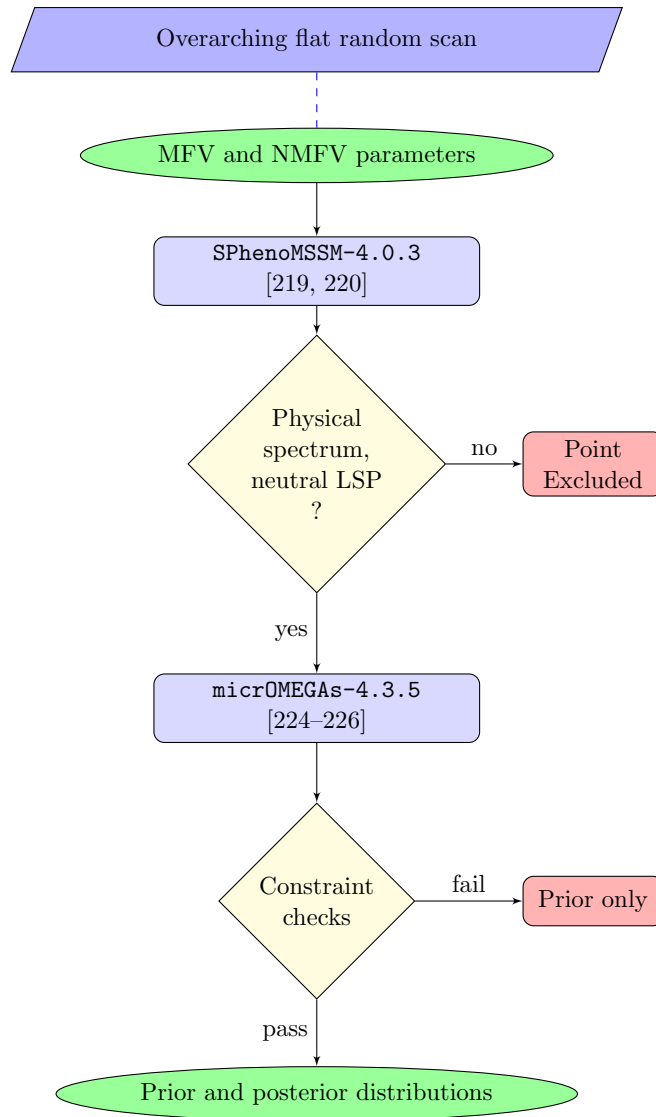 Overarching flat random scan
MFV and NMFV parameters
SPhenoMSSM-4.0.3
[219, 220]
Physical
spectrum,
neutral LSP
?
no
Point
Excluded
yes
micrOMEGAs-4.3.5
[224–226]
Constraint
checks
fail
Prior only
pass
Prior and posterior distributions